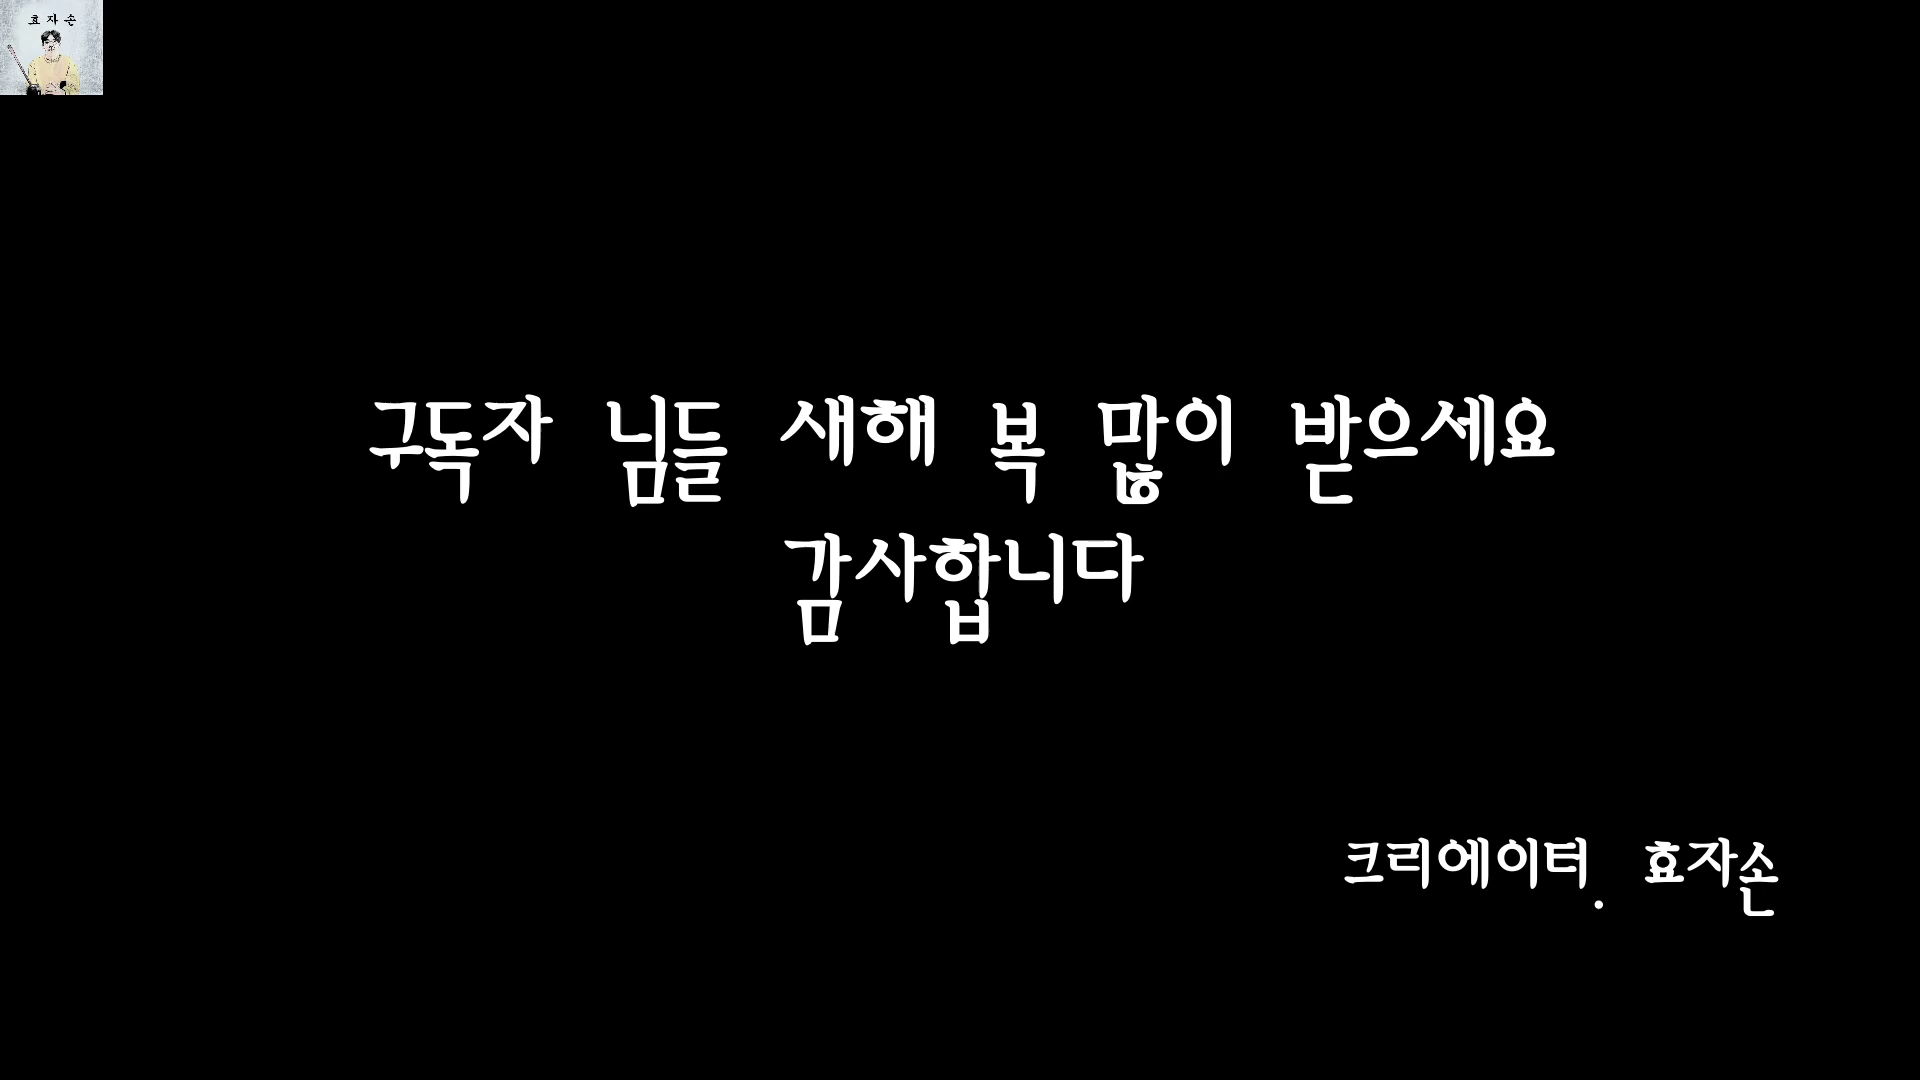 효자손
구독자 님들 새해 복 많이 받으세요
감사합니다
크리에이터. 효자손